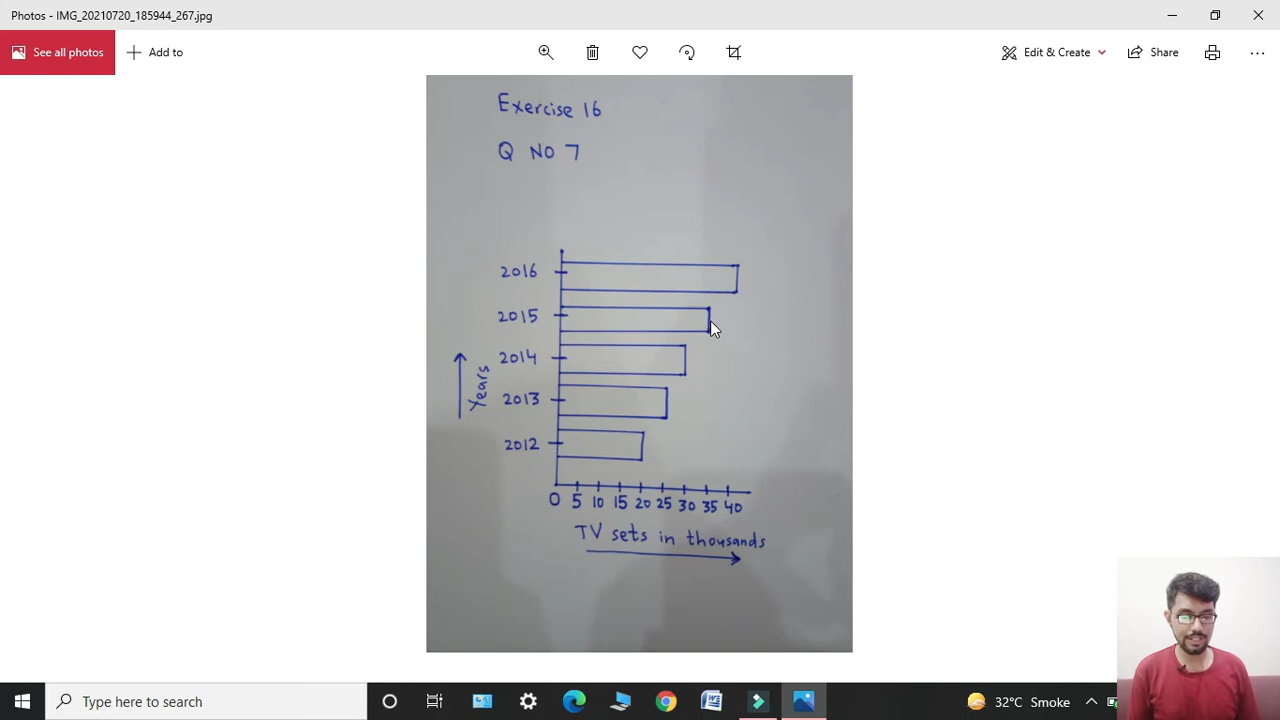 Photos - IMG_20210720_185944_267.jpg
See all photos
Add to
Edit & Create
Share
Exercise 16
Q NO 7
2016
2015
2014
2013
2012
Years
0 5 10 15 20 25 30 35 40
TV sets in thousands
Type here to search
32°C Smoke